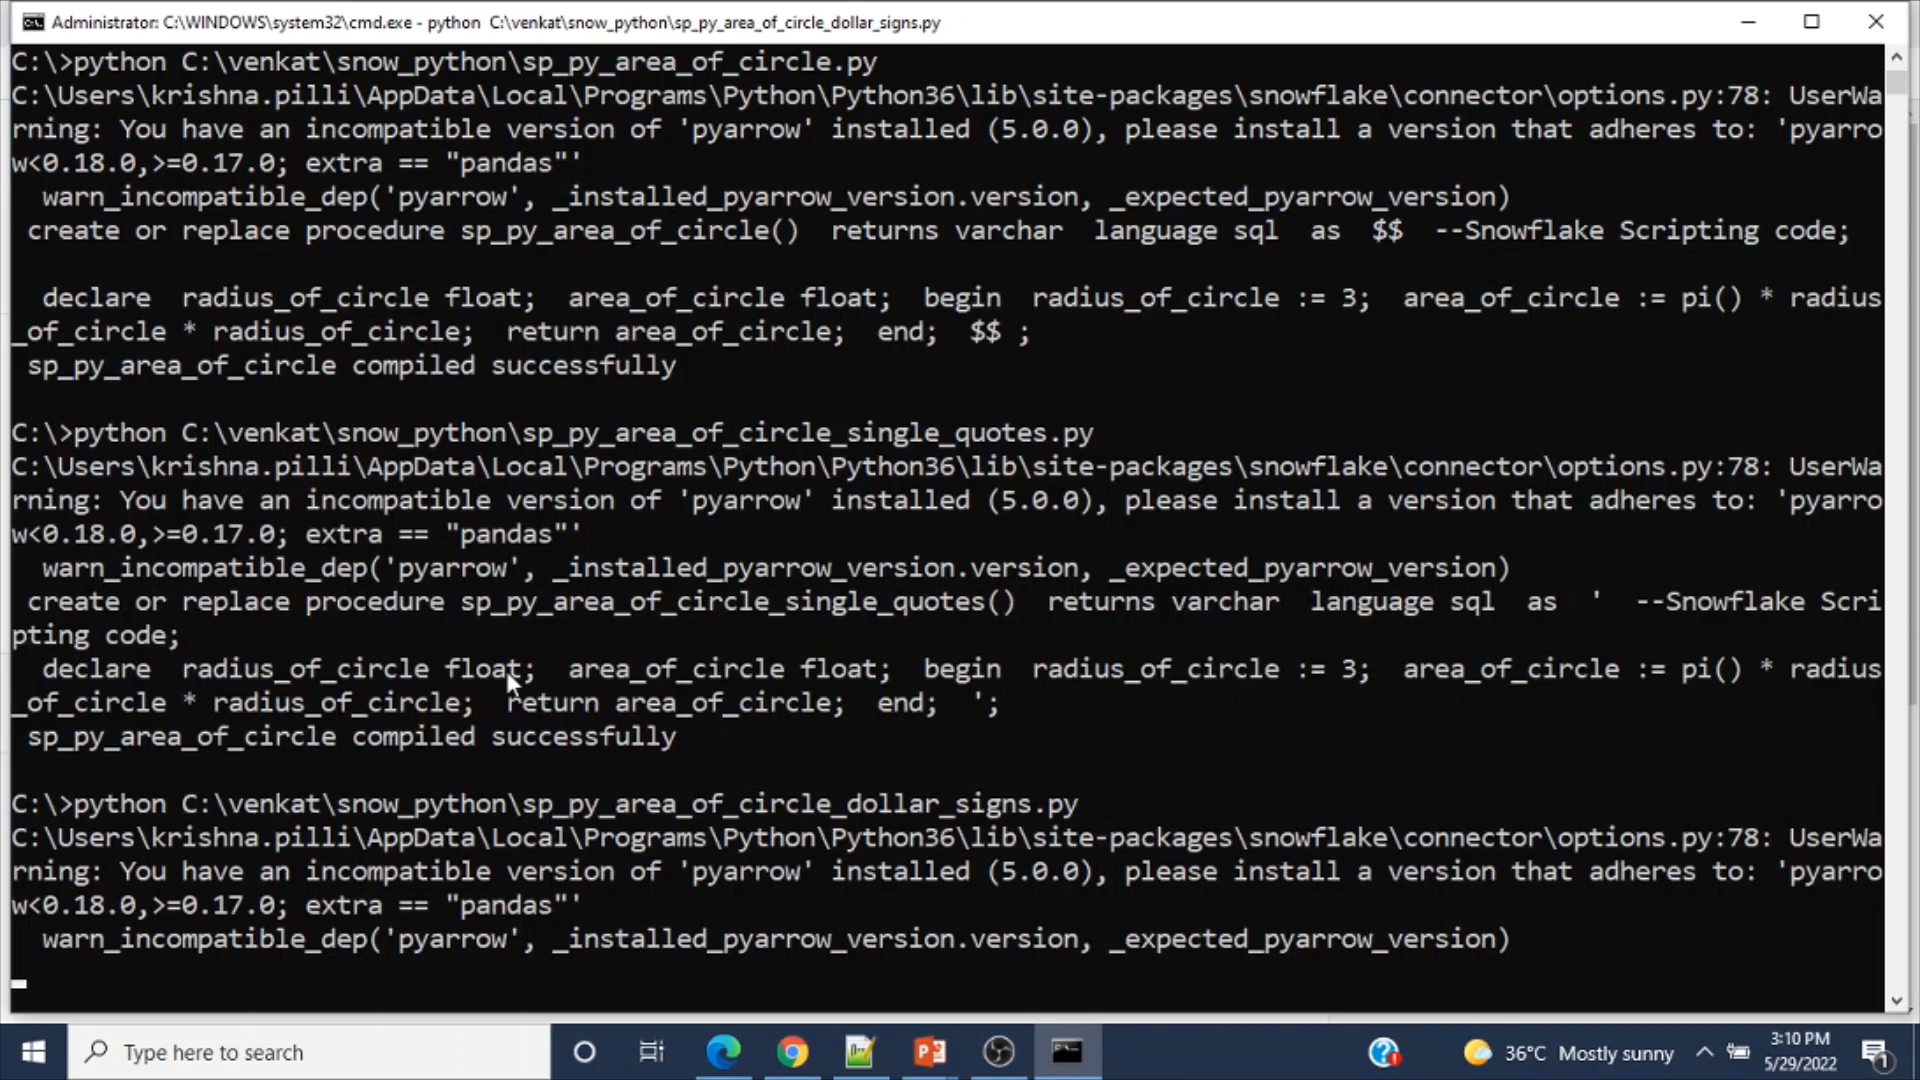 Administrator: C:\WINDOWS\system32\cmd.exe - python  C:\venkat\snow_python\sp_py_area_of_circle_dollar_signs.py
C:\>python C:\venkat\snow_python\sp_py_area_of_circle.py
C:\Users\krishna.pilli\AppData\Local\Programs\Python\Python36\lib\site-packages\snowflake\connector\options.py:78: UserWa
rning: You have an incompatible version of 'pyarrow' installed (5.0.0), please install a version that adheres to: 'pyarro
w<0.18.0,>=0.17.0; extra == "pandas"'
  warn_incompatible_dep('pyarrow', _installed_pyarrow_version.version, _expected_pyarrow_version)
 create or replace procedure sp_py_area_of_circle()  returns varchar  language sql  as  $$  --Snowflake Scripting code;
  declare  radius_of_circle float;  area_of_circle float;  begin  radius_of_circle := 3;  area_of_circle := pi() * radius
_of_circle * radius_of_circle;  return area_of_circle;  end;  $$ ;
 sp_py_area_of_circle compiled successfully
C:\>python C:\venkat\snow_python\sp_py_area_of_circle_single_quotes.py
C:\Users\krishna.pilli\AppData\Local\Programs\Python\Python36\lib\site-packages\snowflake\connector\options.py:78: UserWa
rning: You have an incompatible version of 'pyarrow' installed (5.0.0), please install a version that adheres to: 'pyarro
w<0.18.0,>=0.17.0; extra == "pandas"'
  warn_incompatible_dep('pyarrow', _installed_pyarrow_version.version, _expected_pyarrow_version)
 create or replace procedure sp_py_area_of_circle_single_quotes()  returns varchar  language sql  as  '  --Snowflake Scri
pting code;
  declare  radius_of_circle float;  area_of_circle float;  begin  radius_of_circle := 3;  area_of_circle := pi() * radius
_of_circle * radius_of_circle;  return area_of_circle;  end;  ';
 sp_py_area_of_circle compiled successfully
C:\>python C:\venkat\snow_python\sp_py_area_of_circle_dollar_signs.py
C:\Users\krishna.pilli\AppData\Local\Programs\Python\Python36\lib\site-packages\snowflake\connector\options.py:78: UserWa
rning: You have an incompatible version of 'pyarrow' installed (5.0.0), please install a version that adheres to: 'pyarro
w<0.18.0,>=0.17.0; extra == "pandas"'
  warn_incompatible_dep('pyarrow', _installed_pyarrow_version.version, _expected_pyarrow_version)
Type here to search
36°C  Mostly sunny
3:10 PM
5/29/2022
1